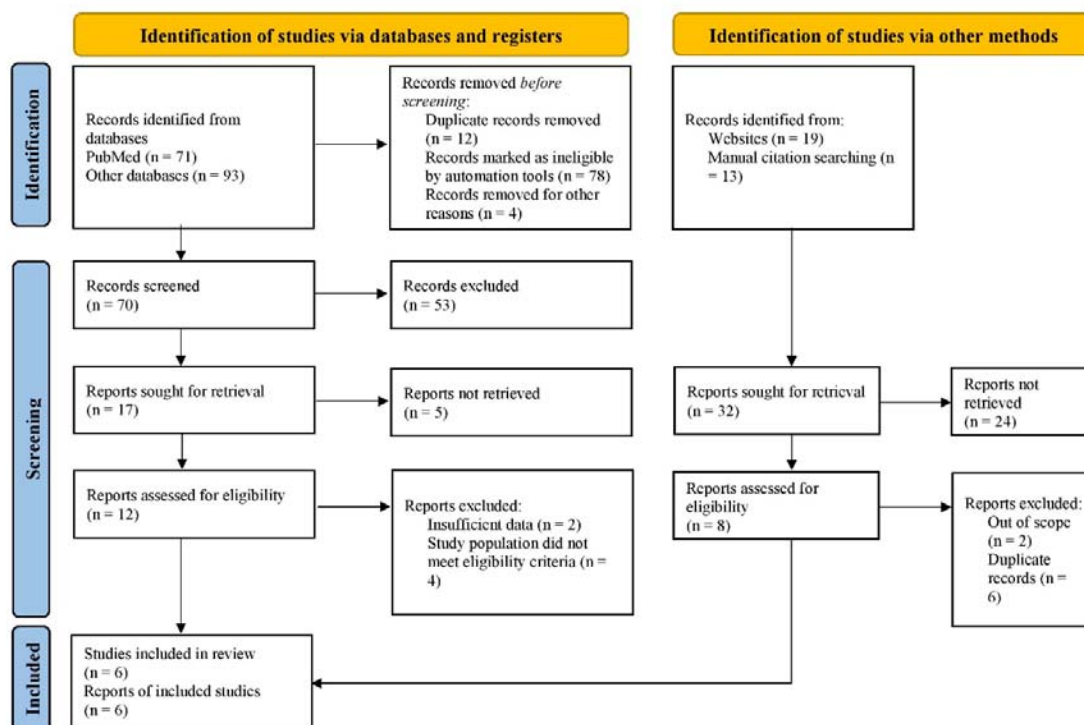 Identification of studies via databases and registers
Identification of studies via other methods
Identification
Records identified from
databases
PubMed (n = 71)
Other databases (n = 93)
Records removed before
screening:
Duplicate records removed
(n = 12)
Records marked as ineligible
by automation tools (n = 78)
Records removed for other
reasons (n = 4)
Records identified from:
Websites (n = 19)
Manual citation searching (n
= 13)
Screening
Records screened
(n = 70)
Records excluded
(n = 53)
Reports sought for retrieval
(n = 17)
Reports not retrieved
(n = 5)
Reports sought for retrieval
(n = 32)
Reports not
retrieved
(n = 24)
Reports assessed for eligibility
(n = 12)
Reports excluded:
Insufficient data (n = 2)
Study population did not
meet eligibility criteria (n =
4)
Reports assessed for
eligibility
(n = 8)
Reports excluded:
Out of scope
(n = 2)
Duplicate
records (n =
6)
Included
Studies included in review
(n = 6)
Reports of included studies
(n = 6)